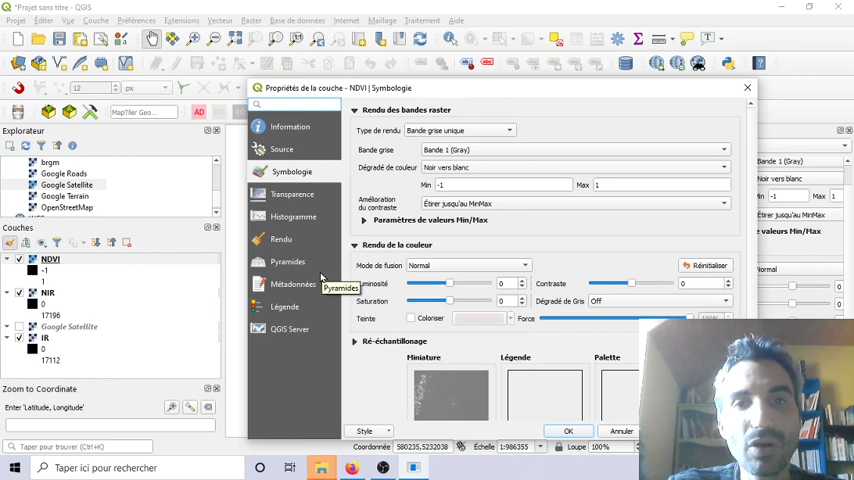 *Projet sans titre - QGIS
Projet Éditer Vue Couche Préférences Extensions Vecteur Raster Base de données Internet Maillage Traitement Aide
12 px
MapTiler Geo... AD
Explorateur
brgm
Google Roads
Google Satellite
Google Terrain
OpenStreetMap
Couches
NDVI
-1
1
NIR
0
17196
Google Satellite
IR
0
17112
Zoom to Coordinate
Enter 'Latitude, Longitude'
Taper pour trouver (Ctrl+K)
Propriétés de la couche - NDVI | Symbologie
Information
Source
Symbologie
Transparence
Histogramme
Rendu
Pyramides
Métadonnées
Pyramides
Légende
QGIS Server
Rendu des bandes raster
Type de rendu Bande grise unique
Bande grise Bande 1 (Gray)
Dégradé de couleur Noir vers blanc
Min -1 Max 1
Amélioration
du contraste Étirer jusqu'au MinMax
Paramètres de valeurs Min/Max
Rendu de la couleur
Mode de fusion Normal Réinitialiser
Luminosité 0 Contraste 0
Saturation 0 Dégradé de Gris Off
Teinte Coloriser Force 100%
Ré-échantillonage
Miniature Légende Palette
Style OK Annuler
Bande 1 (Gray)
Noir vers blanc
-1 Max 1
Étirer jusqu'au MinMax
Normal
0
0
Coordonnée 580235,5232038 Échelle 1:986355 Loupe 100%
Taper ici pour rechercher